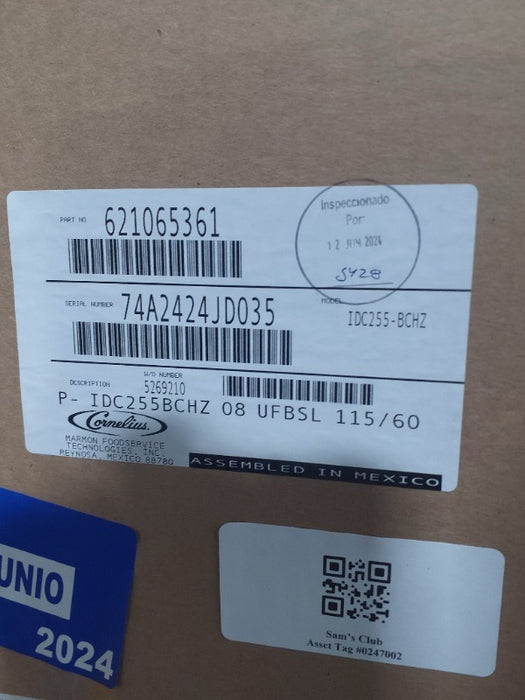 PART NO 621065361
Inspeccionado
Por
12 JUN 2024
5428
SERIAL NUMBER 74A2424JD035
MODEL
IDC255-BCHZ
W/O NUMBER
DESCRIPTION 5269210
P- IDC255BCHZ 08 UFBSL 115/60
Cornelius.
MARMON FOODSERVICE
TECHNOLOGIES, INC.
REYNOSA, MEXICO 88780
ASSEMBLED IN MEXICO
UNIO
2024
Sam's Club
Asset Tag #0247002